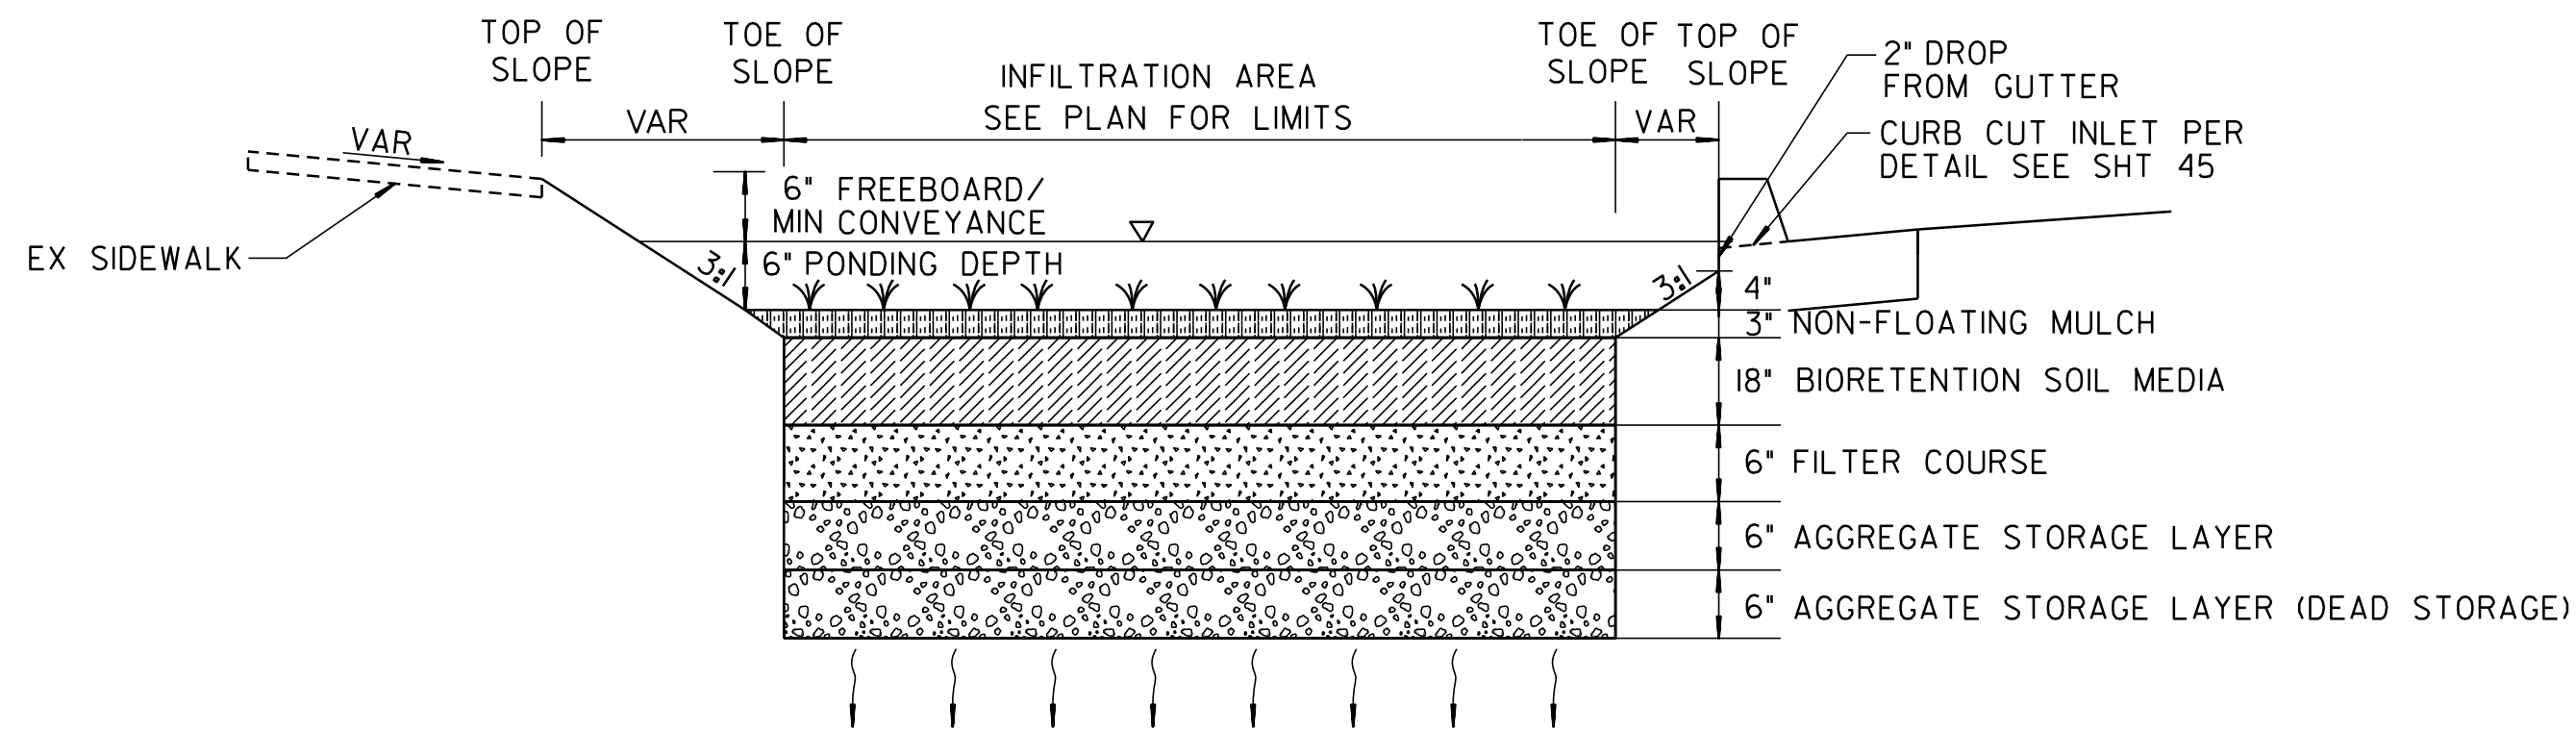 TOP OF
SLOPE
TOE OF
SLOPE
INFILTRATION AREA
SEE PLAN FOR LIMITS
TOE OF
SLOPE
TOP OF
SLOPE
2" DROP
FROM GUTTER
CURB CUT INLET PER
DETAIL SEE SHT 45
VAR
VAR
VAR
6" FREEBOARD/
MIN CONVEYANCE
EX SIDEWALK
3:1
6" PONDING DEPTH
3:1
4"
3" NON-FLOATING MULCH
18" BIORETENTION SOIL MEDIA
6" FILTER COURSE
6" AGGREGATE STORAGE LAYER
6" AGGREGATE STORAGE LAYER (DEAD STORAGE)